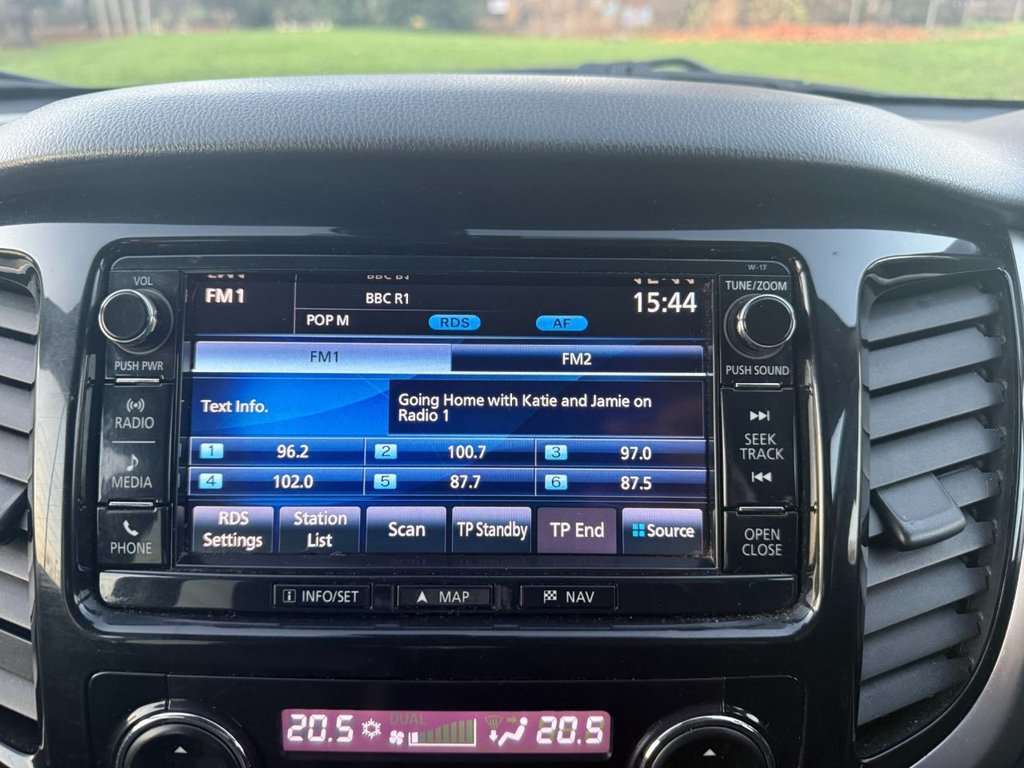 W-17
VOL
PUSH PWR
RADIO
MEDIA
PHONE
FM1
BBC R1
15:44
POP M
RDS
AF
FM1
FM2
Text Info.
Going Home with Katie and Jamie on
Radio 1
1 96.2
2 100.7
3 97.0
4 102.0
5 87.7
6 87.5
RDS
Settings
Station
List
Scan
TP Standby
TP End
Source
TUNE/ZOOM
PUSH SOUND
SEEK
TRACK
OPEN
CLOSE
i INFO/SET
MAP
NAV
20.5
DUAL
20.5